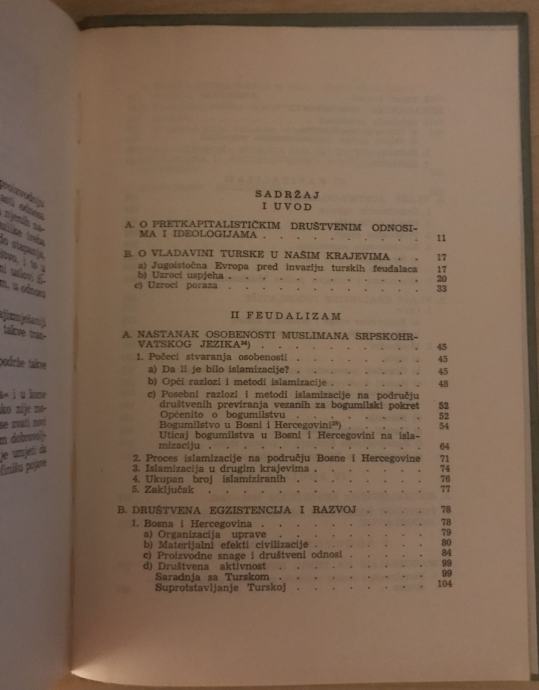 proizvodnju
SADRŽAJ
I UVOD
A. O PRETKAPITALISTIČKIM DRUŠTVENIM ODNOSI-
MA I IDEOLOGIJAMA . . . . . . . . . 11
B. O VLADAVINI TURSKE U NAŠIM KRAJEVIMA . . 17
a) Jugoistočna Evropa pred invaziju turskih feudalaca 17
b) Uzroci uspjeha . . . . . . . . . 20
c) Uzroci poraza . . . . . . . . . 33
II FEUDALIZAM
A. NASTANAK OSOBENOSTI MUSLIMANA SRPSKOHR-
VATSKOG JEZIKA . . . . . . . . . 45
1. Počeci stvaranja osobenosti . . . . . . 45
a) Da li je bilo islamizacije? . . . . . . 45
b) Opći razlozi i metodi islamizacije . . . . . 48
c) Posebni razlozi i metodi islamizacije na području
društvenih previranja vezanih za bogumilski pokret 52
Općenito o bogumilstvu . . . . . . . 52
Bogumilstvo u Bosni i Hercegovini . . . . 54
Uticaj bogumilstva u Bosni i Hercegovini na isla-
mizaciju . . . . . . . . . 64
2. Proces islamizacije na području Bosne i Hercegovine 71
3. Islamizacija u drugim krajevima . . . . . 74
4. Ukupan broj islamiziranih . . . . . . 76
5. Zaključak . . . . . . . . . 77
B. DRUŠTVENA EGZISTENCIJA I RAZVOJ . . . . 78
1. Bosna i Hercegovina . . . . . . . 78
a) Organizacija uprave . . . . . . . 79
b) Materijalni efekti civilizacije . . . . . 80
c) Proizvodne snage i društveni odnosi . . . . 84
d) Društvena aktivnost . . . . . . . 99
Saradnja sa Turskom . . . . . . . 99
Suprotstavljanje Turskoj . . . . . . 104